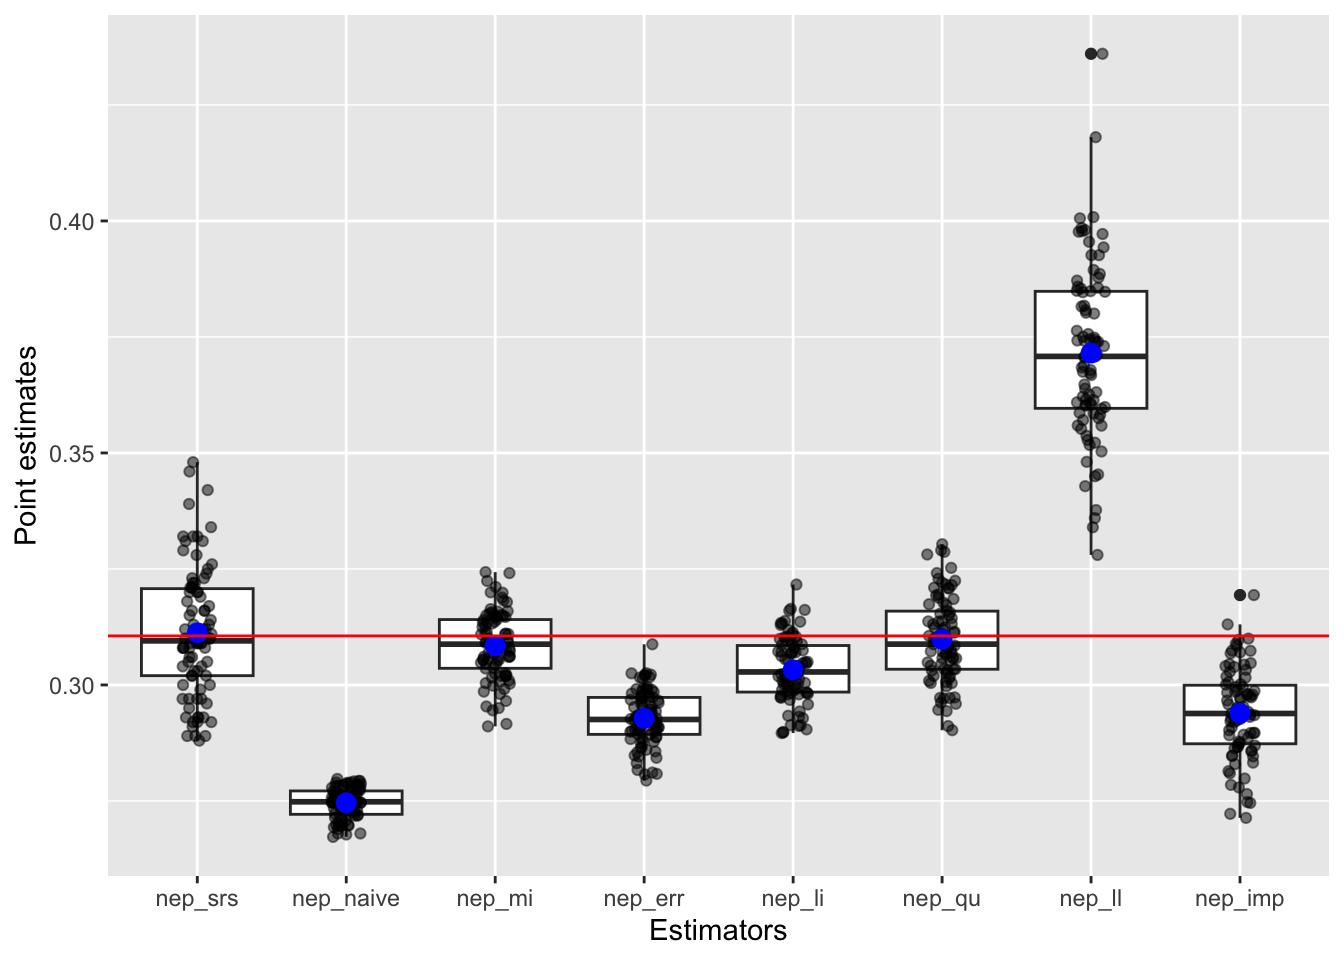 0.40
0.35
0.30
Point estimates
nep_srs nep_naive nep_mi nep_err nep_li nep_qu nep_ll nep_imp
Estimators